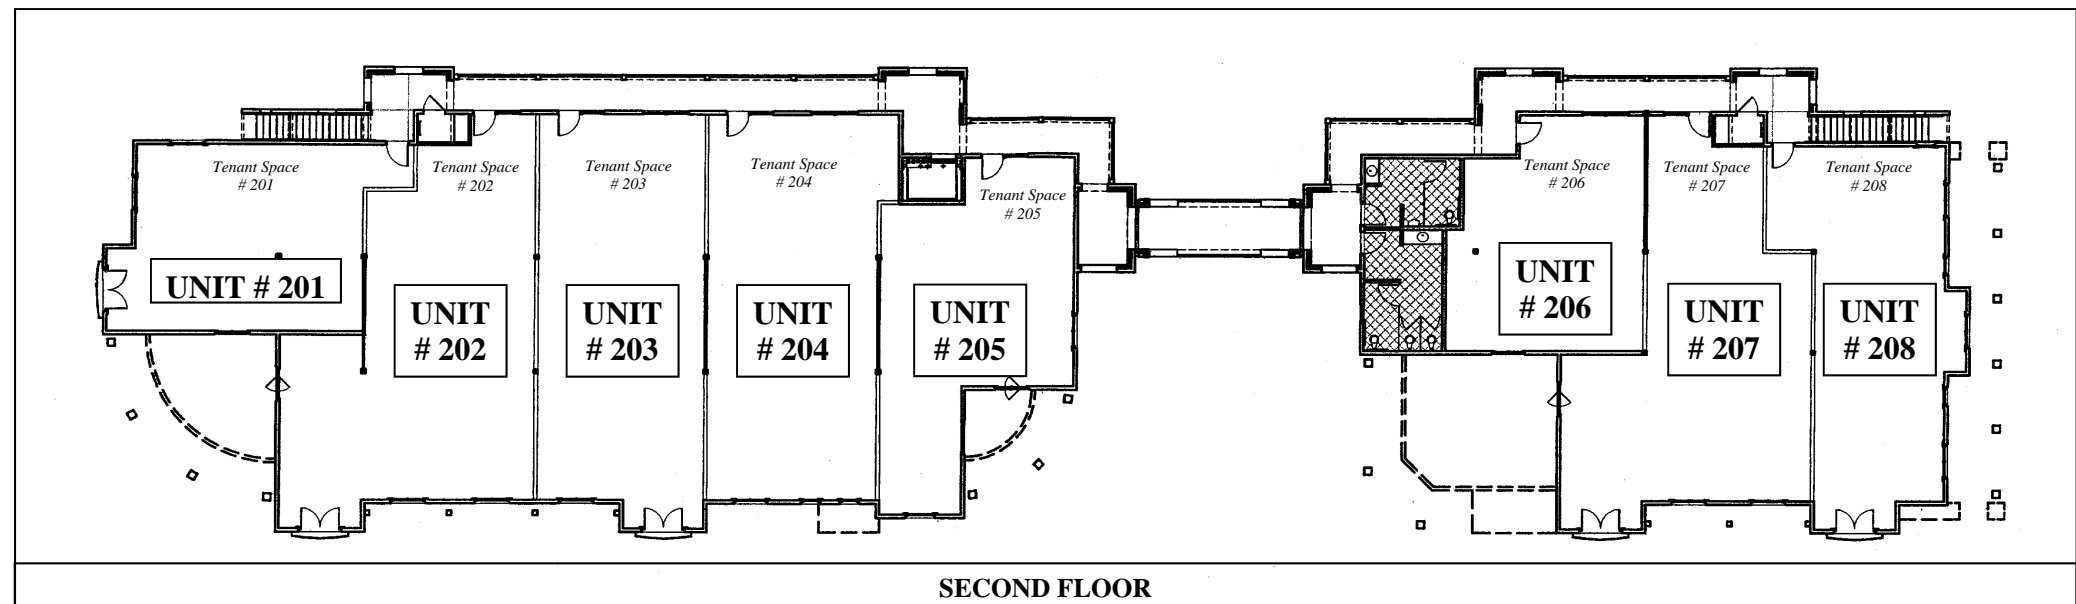 Tenant Space
# 201
Tenant Space
# 202
Tenant Space
# 203
Tenant Space
# 204
Tenant Space
# 205
Tenant Space
# 206
Tenant Space
# 207
Tenant Space
# 208
UNIT # 201
UNIT
# 202
UNIT
# 203
UNIT
# 204
UNIT
# 205
UNIT
# 206
UNIT
# 207
UNIT
# 208
SECOND FLOOR